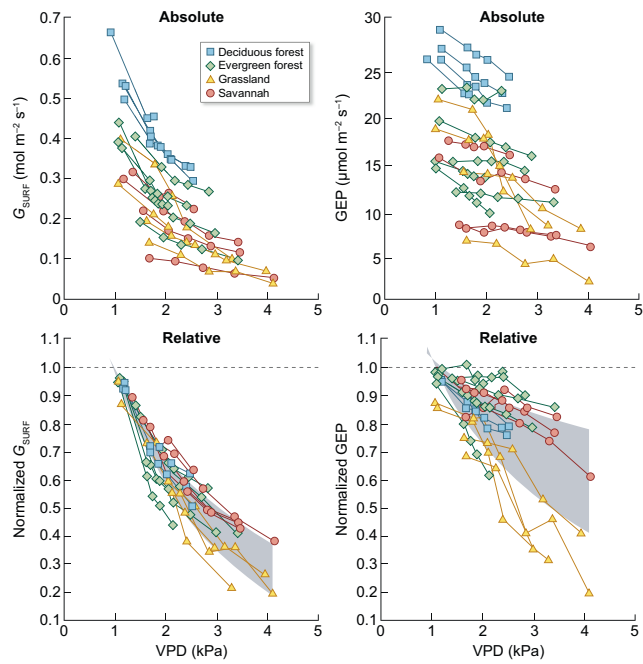 Absolute
0.7
0.6
0.5
0.4
0.3
0.2
0.1
0
G_SURF (mol m⁻² s⁻¹)
Deciduous forest
Evergreen forest
Grassland
Savannah
0 1 2 3 4 5
Absolute
30
25
20
15
10
5
0
GEP (μmol m⁻² s⁻¹)
0 1 2 3 4 5
Relative
1.1
1.0
0.9
0.8
0.7
0.6
0.5
0.4
0.3
0.2
0.1
Normalized G_SURF
0 1 2 3 4 5
VPD (kPa)
Relative
1.1
1.0
0.9
0.8
0.7
0.6
0.5
0.4
0.3
0.2
0.1
Normalized GEP
0 1 2 3 4 5
VPD (kPa)